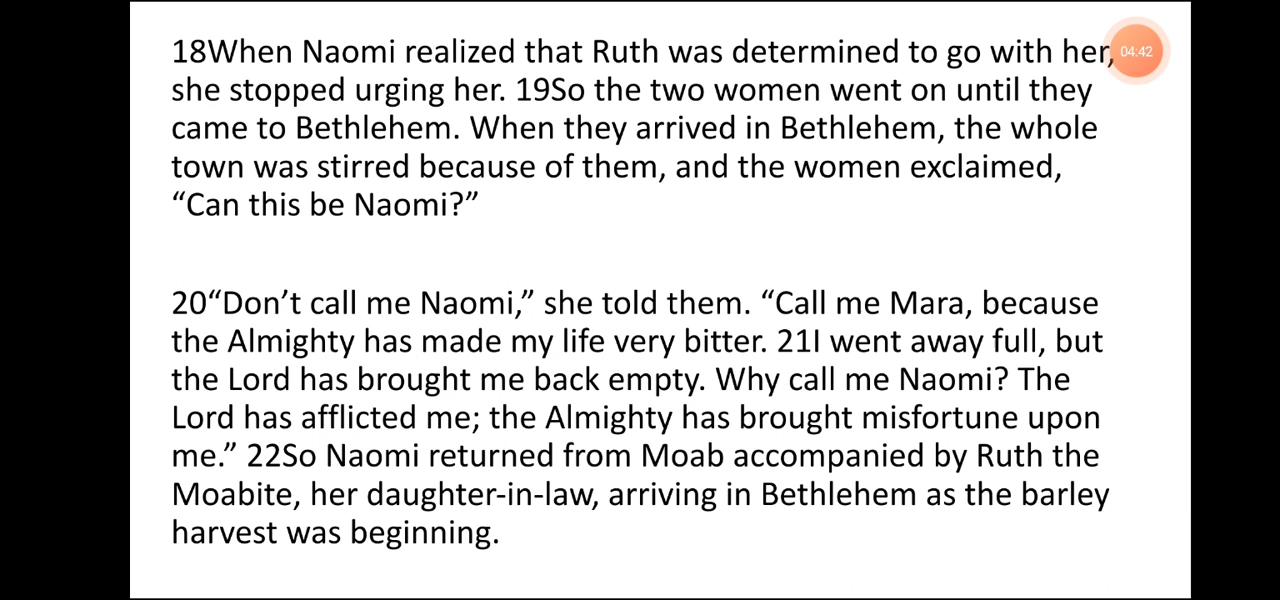 18When Naomi realized that Ruth was determined to go with her,
she stopped urging her. 19So the two women went on until they
came to Bethlehem. When they arrived in Bethlehem, the whole
town was stirred because of them, and the women exclaimed,
“Can this be Naomi?”
20“Don’t call me Naomi,” she told them. “Call me Mara, because
the Almighty has made my life very bitter. 21I went away full, but
the Lord has brought me back empty. Why call me Naomi? The
Lord has afflicted me; the Almighty has brought misfortune upon
me.” 22So Naomi returned from Moab accompanied by Ruth the
Moabite, her daughter-in-law, arriving in Bethlehem as the barley
harvest was beginning.
04:42